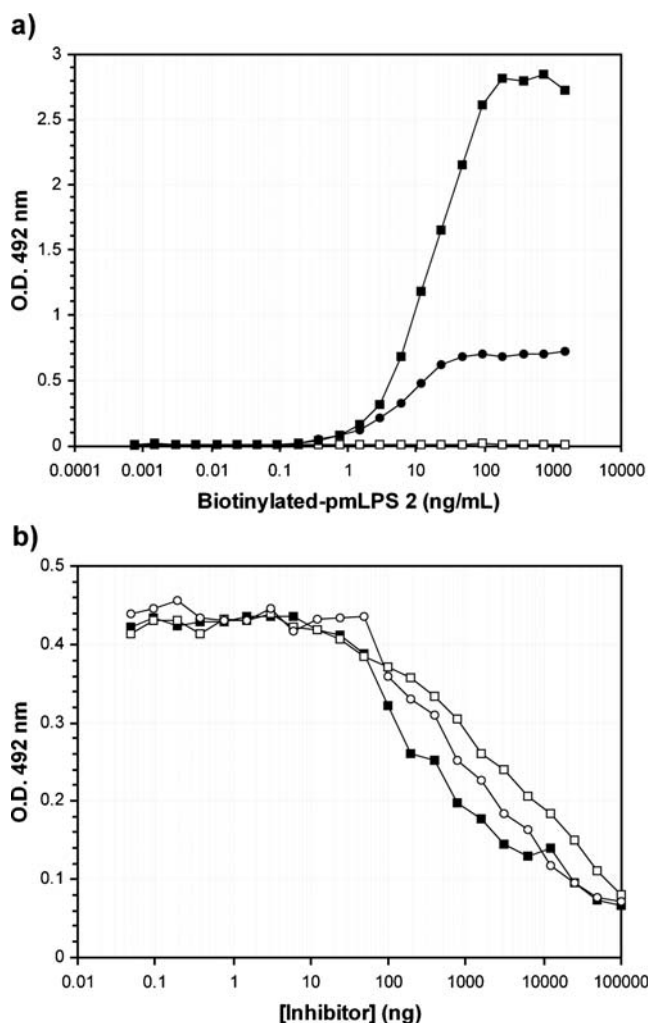 a)
3
2.5
2
1.5
1
0.5
0
O.D. 492 nm
0.0001 0.001 0.01 0.1 1 10 100 1000 10000
Biotinylated-pmLPS 2 (ng/mL)
b)
0.5
0.4
0.3
0.2
0.1
0
O.D. 492 nm
0.01 0.1 1 10 100 1000 10000 100000
[Inhibitor] (ng)